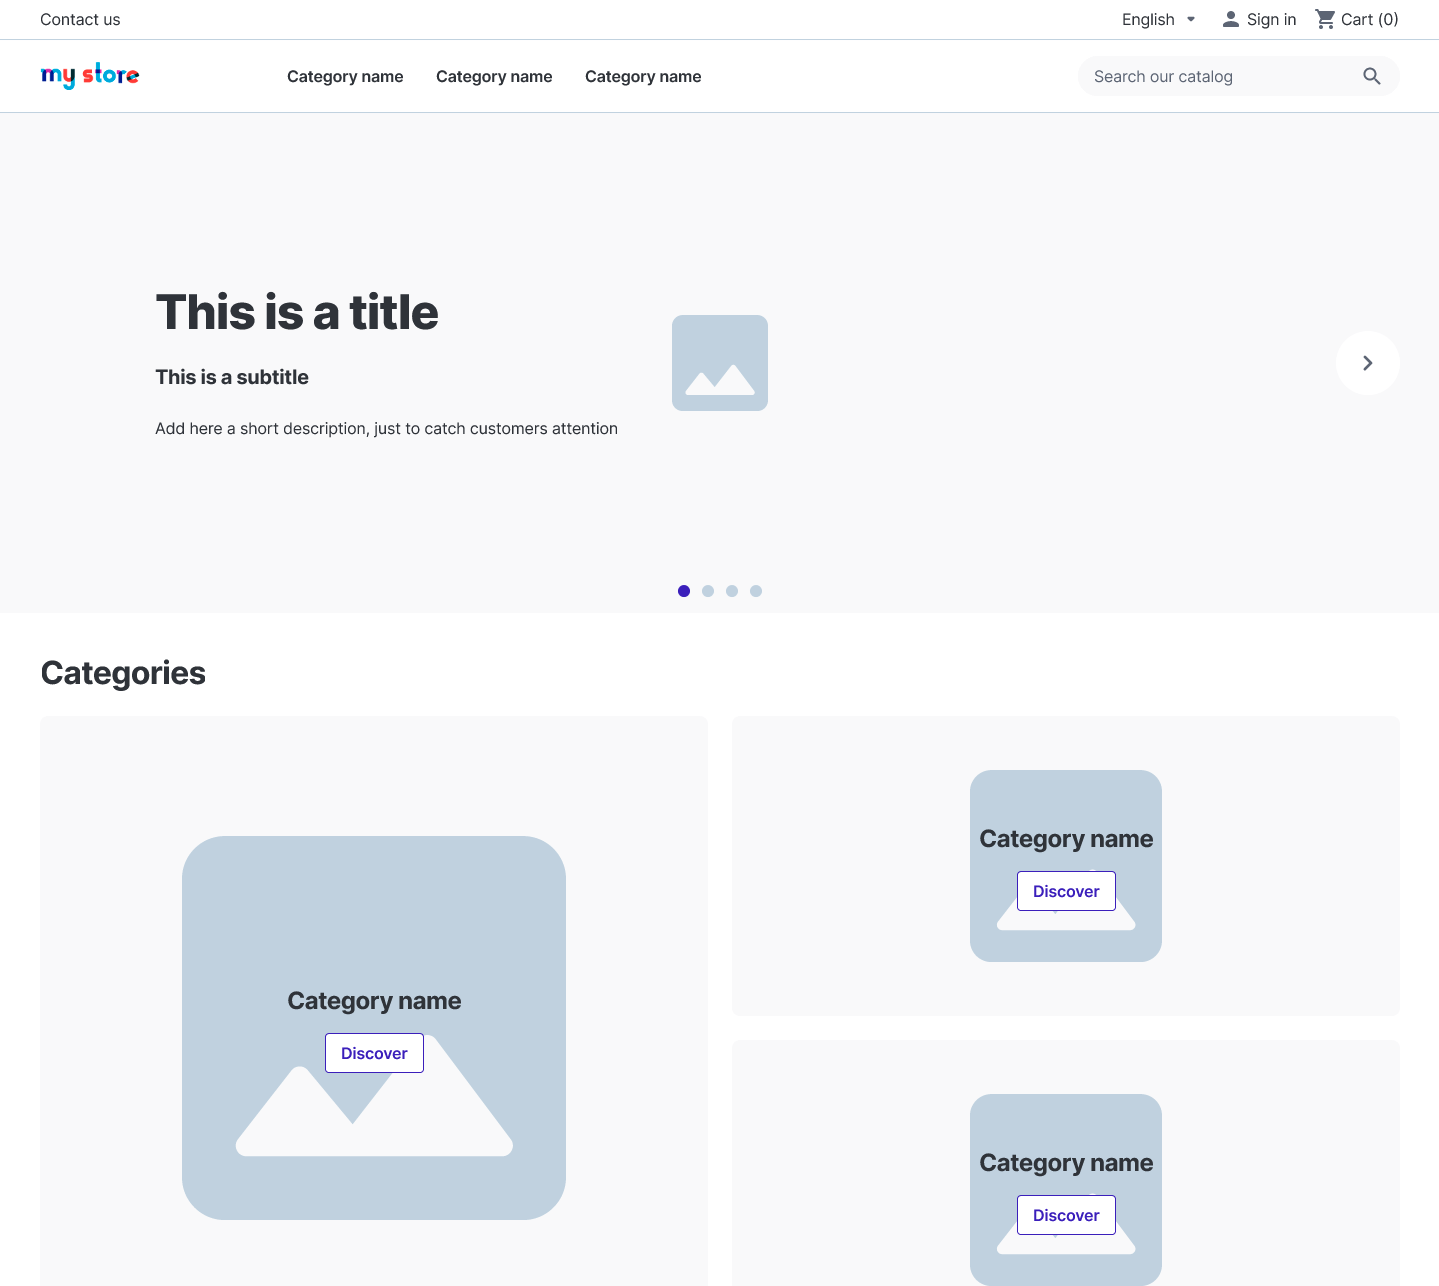 Contact us
English
Sign in
Cart (0)
my store
Category name
Category name
Category name
Search our catalog
This is a title
This is a subtitle
Add here a short description, just to catch customers attention
Categories
Category name
Discover
Category name
Discover
Category name
Discover